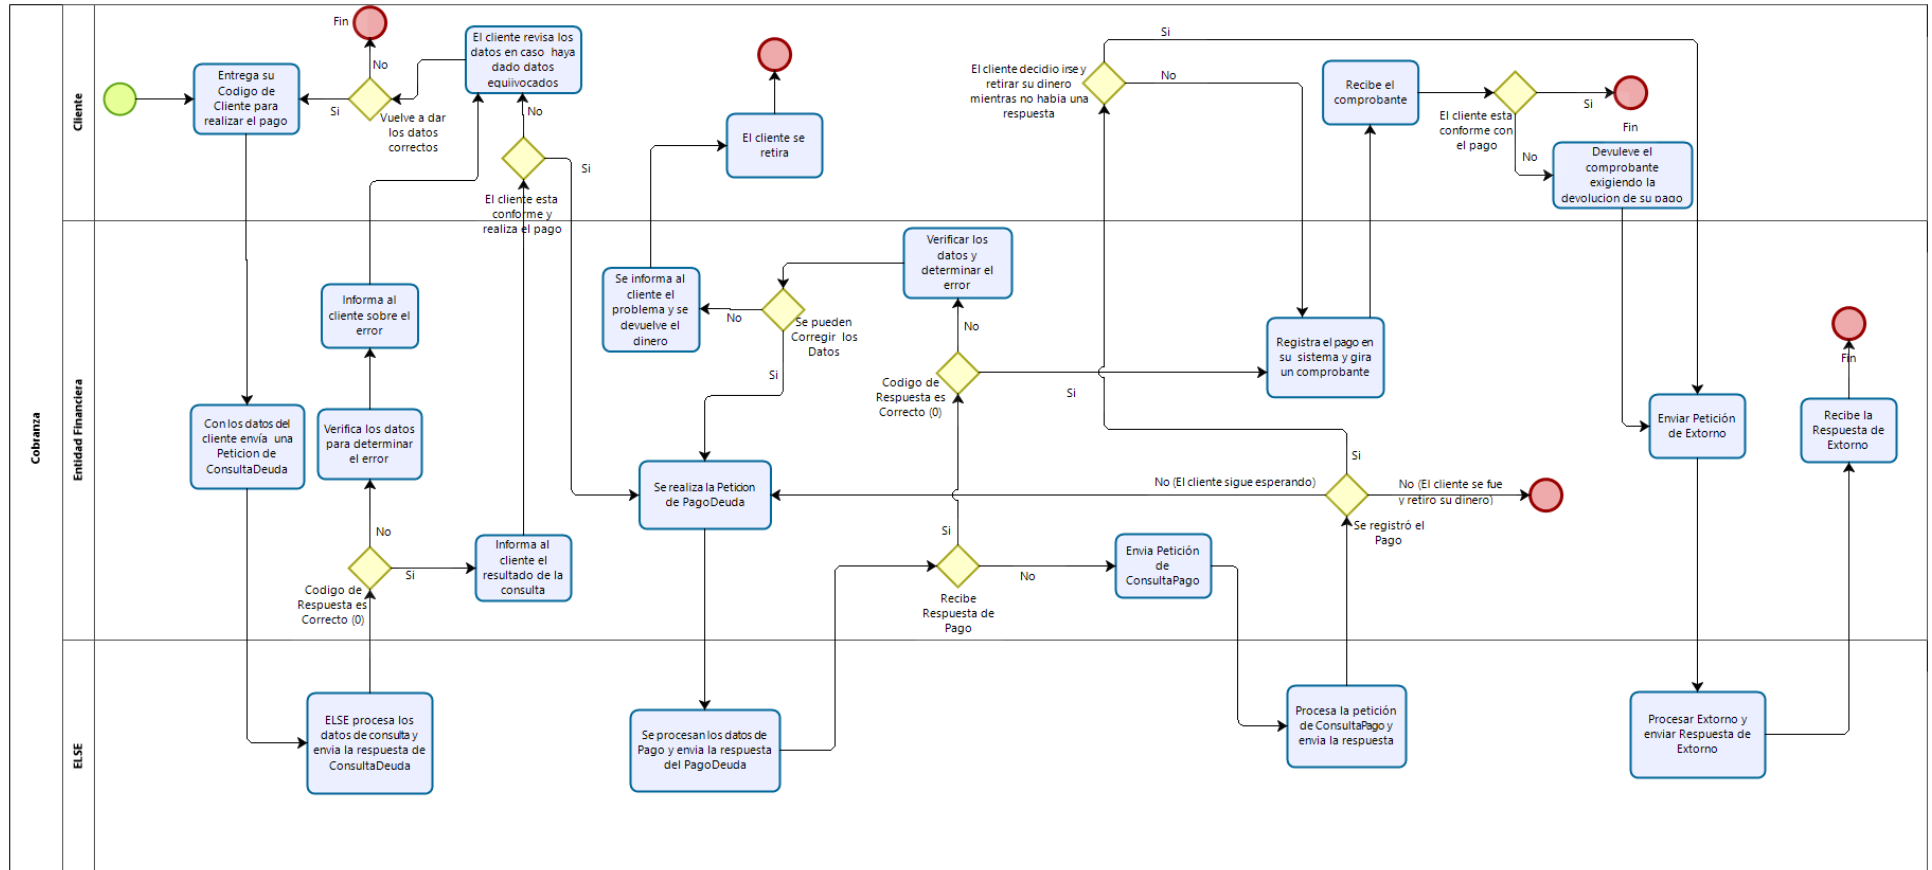 Cobranza
Cliente
Entidad Financiera
ELSE
Fin
No
Si
Entrega su
Codigo de
Cliente para
realizar el pago
Vuelve a dar
los datos
correctos
El cliente revisa los
datos en caso haya
dado datos
equiivocados
No
Si
El cliente esta
conforme y
realiza el pago
El cliente se
retira
El cliente decidio irse y
retirar su dinero
mientras no habia una
respuesta
Si
No
Recibe el
comprobante
El cliente esta
conforme con
el pago
Si
Fin
No
Devuleve el
comprobante
exigiendo la
devolucion de su pago
Informa al
cliente sobre el
error
Verifica los datos
para determinar
el error
Con los datos del
cliente envía una
Peticion de
ConsultaDeuda
No
Si
Codigo de
Respuesta es
Correcto (0)
Informa al
cliente el
resultado de la
consulta
Se informa al
cliente el
problema y se
devuelve el
dinero
No
Se pueden
Corregir los
Datos
Si
Verificar los
datos y
determinar el
error
No
Codigo de
Respuesta es
Correcto (0)
Si
Registra el pago en
su sistema y gira
un comprobante
Se realiza la Peticion
de PagoDeuda
No (El cliente sigue esperando)
Si
No (El cliente se fue
y retiro su dinero)
Se registró el
Pago
Si
No
Recibe
Respuesta de
Pago
Envia Petición
de
ConsultaPago
Enviar Petición
de Extorno
Recibe la
Respuesta de
Extorno
Fin
ELSE procesa los
datos de consulta y
envia la respuesta de
ConsultaDeuda
Se procesan los datos de
Pago y envia la respuesta
del PagoDeuda
Procesa la petición
de ConsultaPago y
envia la respuesta
Procesar Extorno y
enviar Respuesta de
Extorno